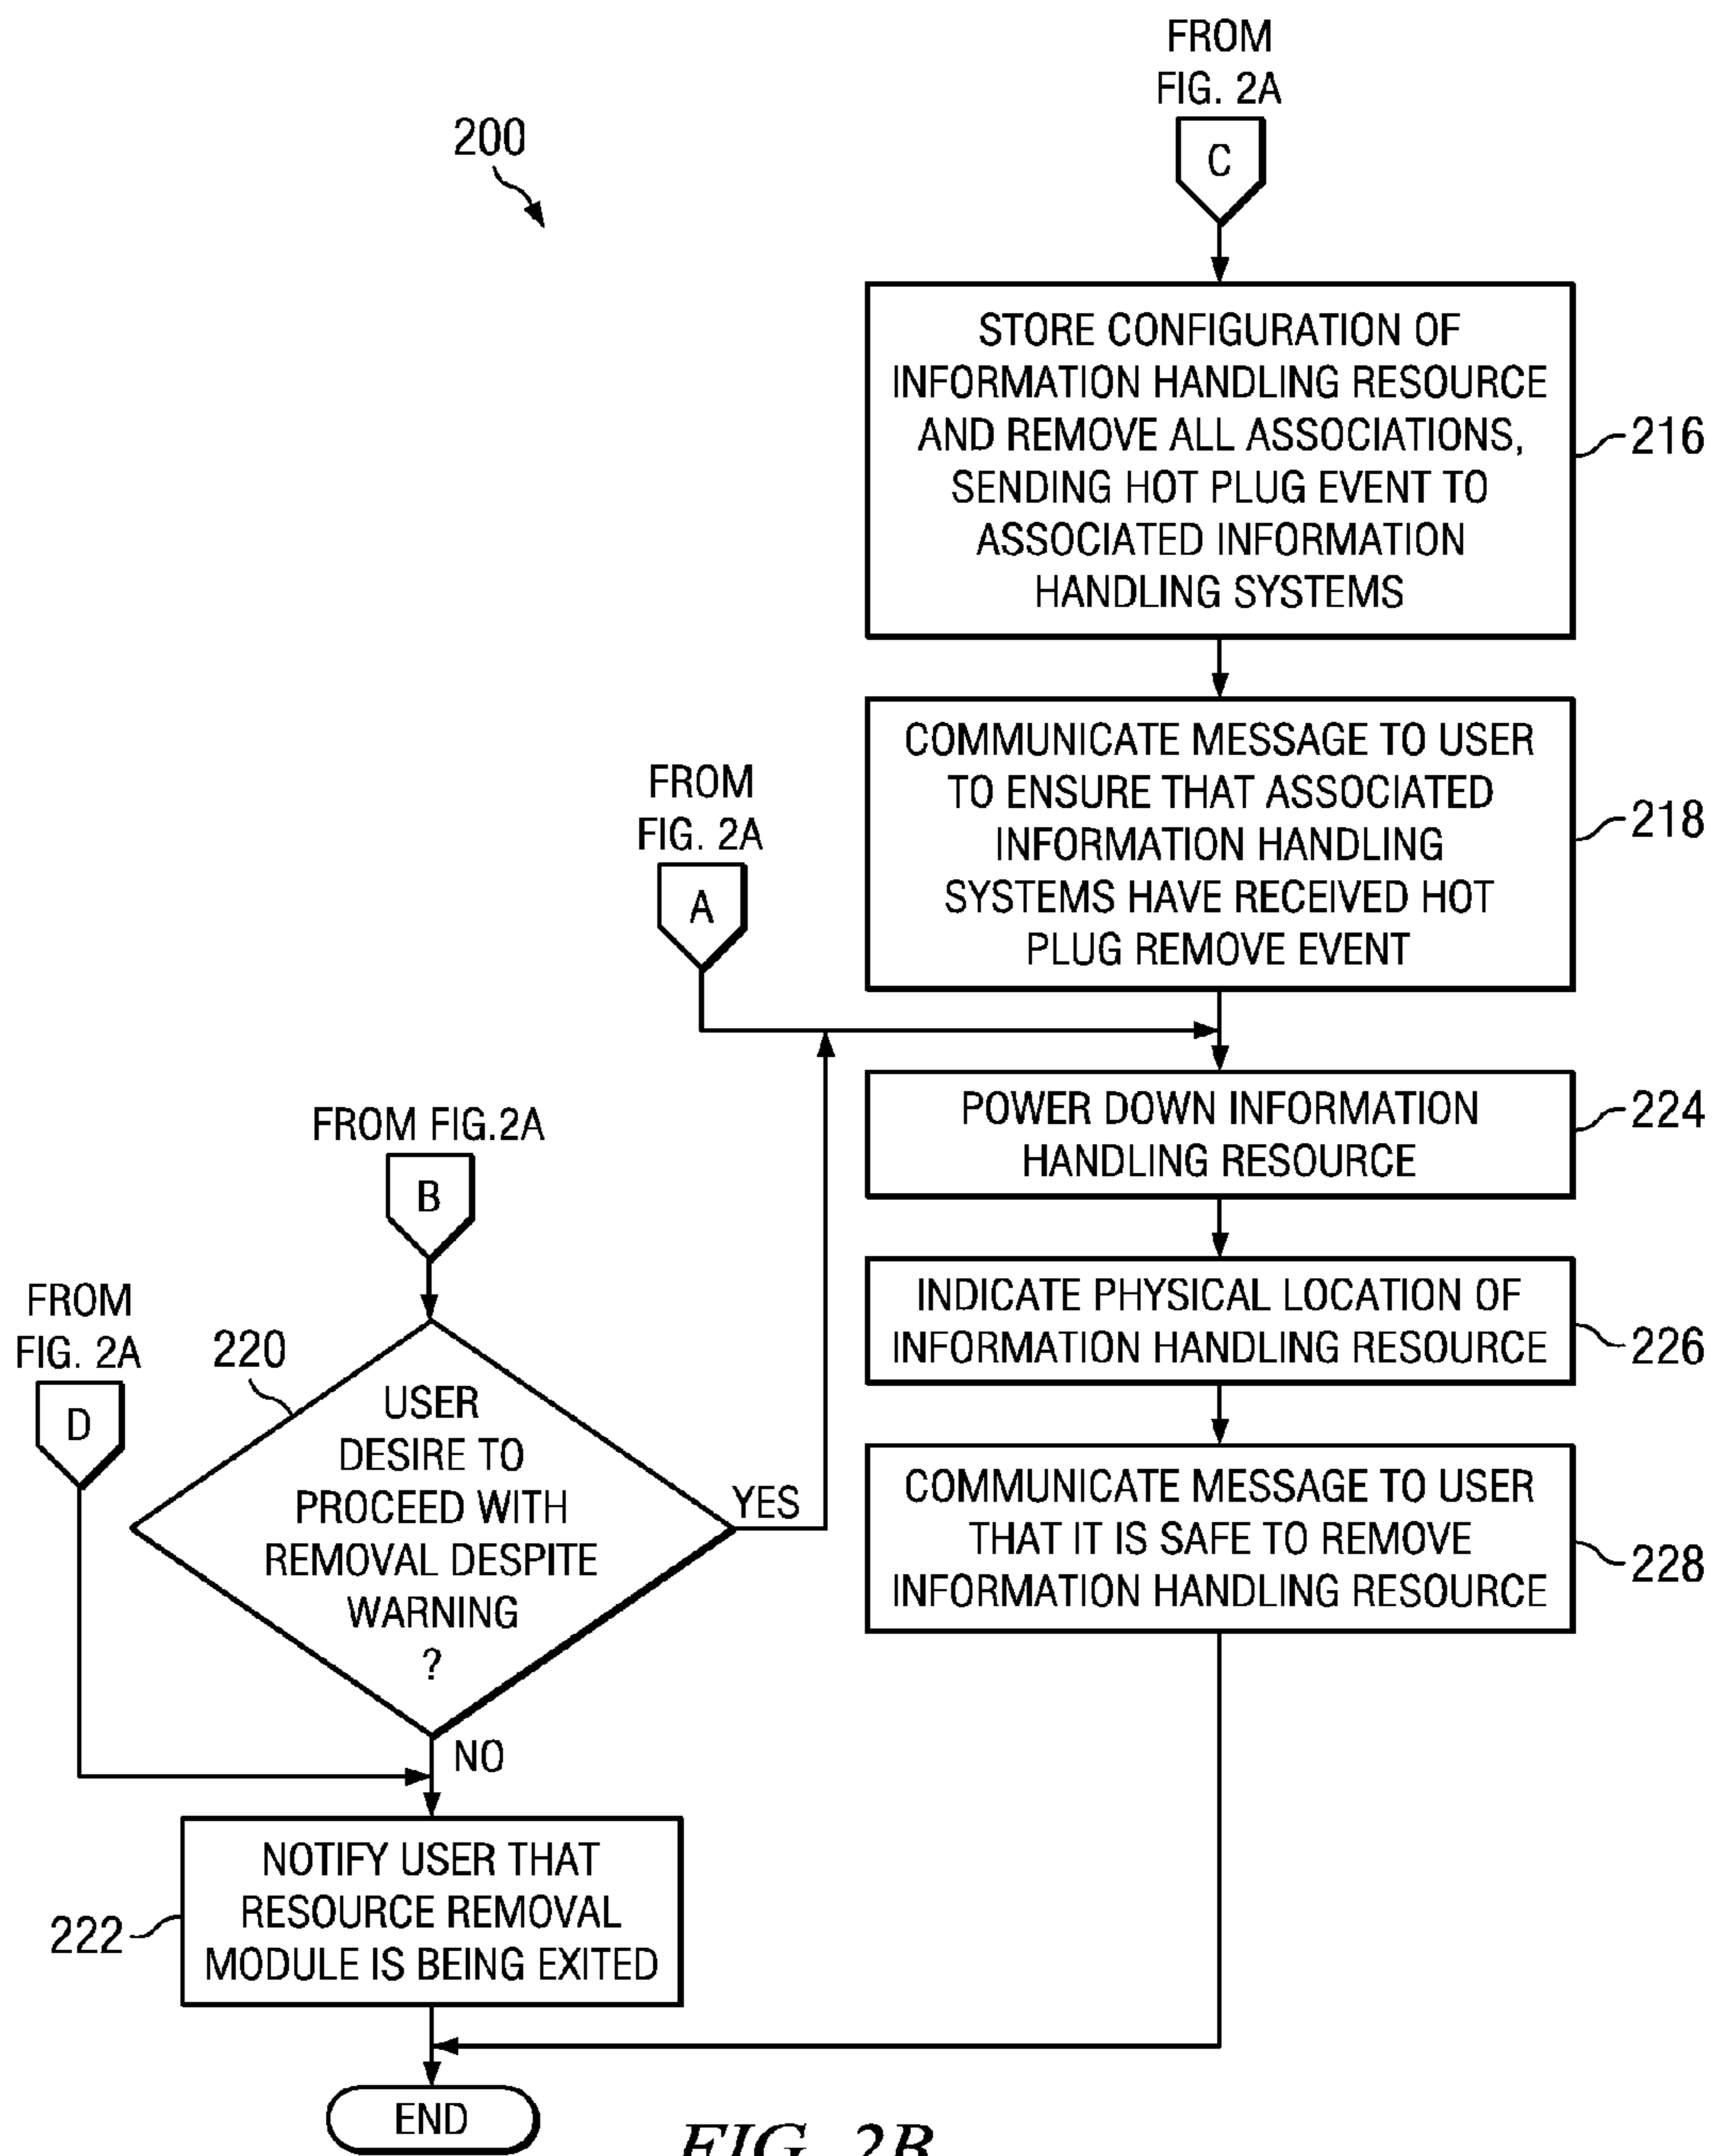 FROM
FIG. 2A
C
200
STORE CONFIGURATION OF
INFORMATION HANDLING RESOURCE
AND REMOVE ALL ASSOCIATIONS,
SENDING HOT PLUG EVENT TO
ASSOCIATED INFORMATION
HANDLING SYSTEMS
216
COMMUNICATE MESSAGE TO USER
TO ENSURE THAT ASSOCIATED
INFORMATION HANDLING
SYSTEMS HAVE RECEIVED HOT
PLUG REMOVE EVENT
218
FROM
FIG. 2A
A
POWER DOWN INFORMATION
HANDLING RESOURCE
224
FROM FIG.2A
B
INDICATE PHYSICAL LOCATION OF
INFORMATION HANDLING RESOURCE
226
FROM
FIG. 2A
D
220
USER
DESIRE TO
PROCEED WITH
REMOVAL DESPITE
WARNING
?
YES
NO
COMMUNICATE MESSAGE TO USER
THAT IT IS SAFE TO REMOVE
INFORMATION HANDLING RESOURCE
228
NOTIFY USER THAT
RESOURCE REMOVAL
MODULE IS BEING EXITED
222
END
FIG. 2B